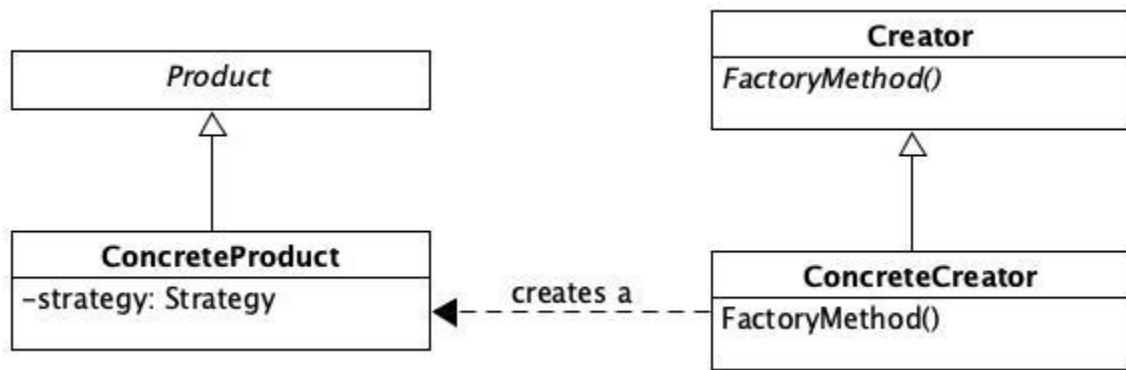 Product
ConcreteProduct
–strategy: Strategy
creates a
Creator
FactoryMethod()
ConcreteCreator
FactoryMethod()